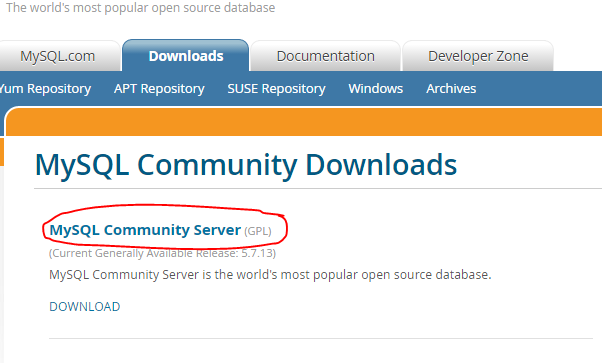 The world's most popular open source database
MySQL.com Downloads Documentation Developer Zone
Yum Repository APT Repository SUSE Repository Windows Archives
MySQL Community Downloads
MySQL Community Server (GPL)
(Current Generally Available Release: 5.7.13)
MySQL Community Server is the world's most popular open source database.
DOWNLOAD